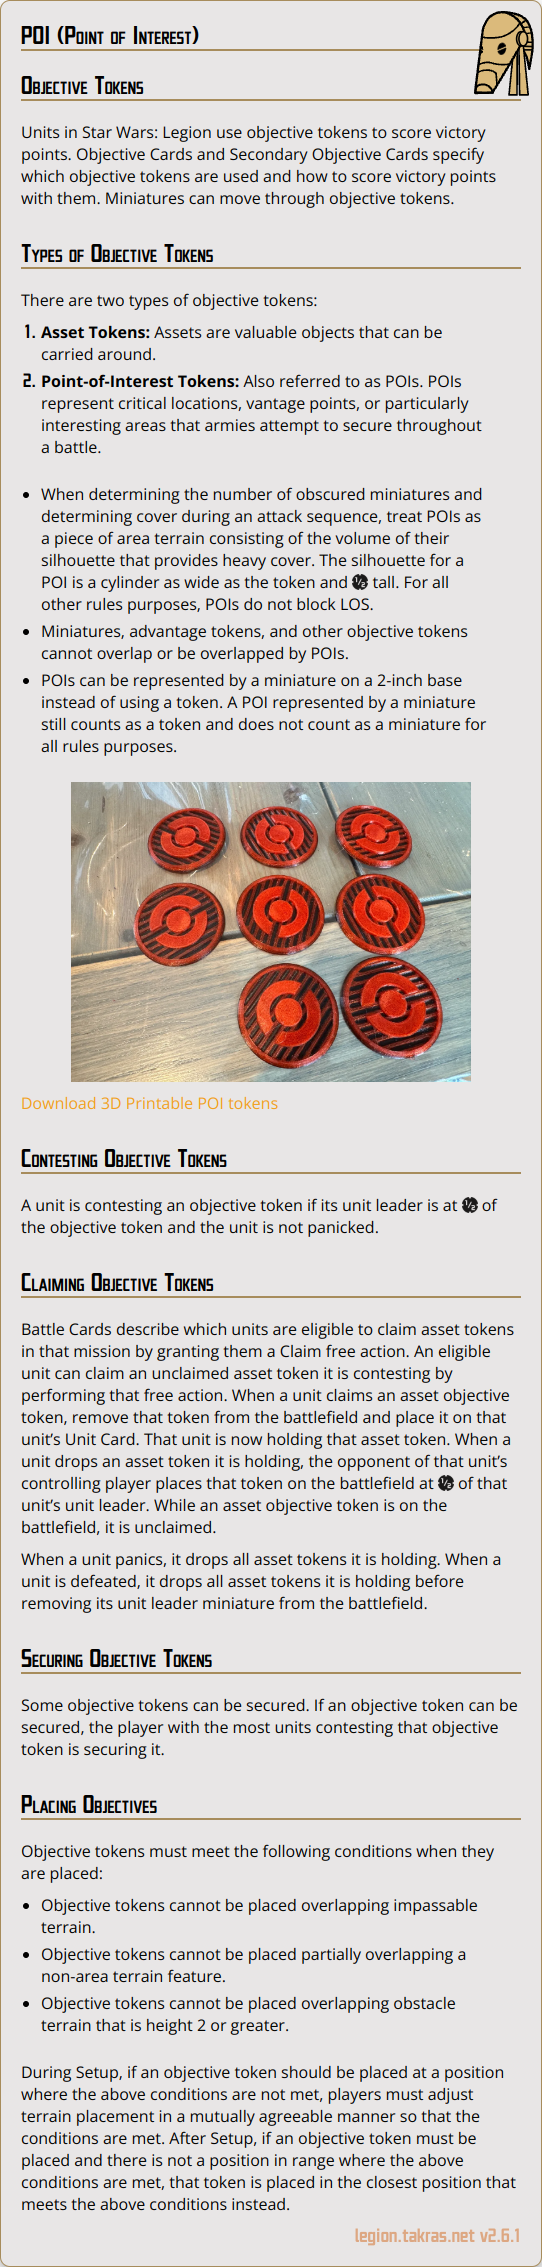 POI (Point of Interest)
Objective Tokens
Units in Star Wars: Legion use objective tokens to score victory
points. Objective Cards and Secondary Objective Cards specify
which objective tokens are used and how to score victory points
with them. Miniatures can move through objective tokens.
Types of Objective Tokens
There are two types of objective tokens:
1. Asset Tokens: Assets are valuable objects that can be
carried around.
2. Point-of-Interest Tokens: Also referred to as POIs. POIs
represent critical locations, vantage points, or particularly
interesting areas that armies attempt to secure throughout
a battle.
• When determining the number of obscured miniatures and
determining cover during an attack sequence, treat POIs as
a piece of area terrain consisting of the volume of their
silhouette that provides heavy cover. The silhouette for a
POI is a cylinder as wide as the token and ½ tall. For all
other rules purposes, POIs do not block LOS.
• Miniatures, advantage tokens, and other objective tokens
cannot overlap or be overlapped by POIs.
• POIs can be represented by a miniature on a 2-inch base
instead of using a token. A POI represented by a miniature
still counts as a token and does not count as a miniature for
all rules purposes.
Download 3D Printable POI tokens
Contesting Objective Tokens
A unit is contesting an objective token if its unit leader is at ½ of
the objective token and the unit is not panicked.
Claiming Objective Tokens
Battle Cards describe which units are eligible to claim asset tokens
in that mission by granting them a Claim free action. An eligible
unit can claim an unclaimed asset token it is contesting by
performing that free action. When a unit claims an asset objective
token, remove that token from the battlefield and place it on that
unit’s Unit Card. That unit is now holding that asset token. When a
unit drops an asset token it is holding, the opponent of that unit’s
controlling player places that token on the battlefield at ½ of that
unit’s unit leader. While an asset objective token is on the
battlefield, it is unclaimed.
When a unit panics, it drops all asset tokens it is holding. When a
unit is defeated, it drops all asset tokens it is holding before
removing its unit leader miniature from the battlefield.
Securing Objective Tokens
Some objective tokens can be secured. If an objective token can be
secured, the player with the most units contesting that objective
token is securing it.
Placing Objectives
Objective tokens must meet the following conditions when they
are placed:
• Objective tokens cannot be placed overlapping impassable
terrain.
• Objective tokens cannot be placed partially overlapping a
non-area terrain feature.
• Objective tokens cannot be placed overlapping obstacle
terrain that is height 2 or greater.
During Setup, if an objective token should be placed at a position
where the above conditions are not met, players must adjust
terrain placement in a mutually agreeable manner so that the
conditions are met. After Setup, if an objective token must be
placed and there is not a position in range where the above
conditions are met, that token is placed in the closest position that
meets the above conditions instead.
legion.takras.net v2.6.1